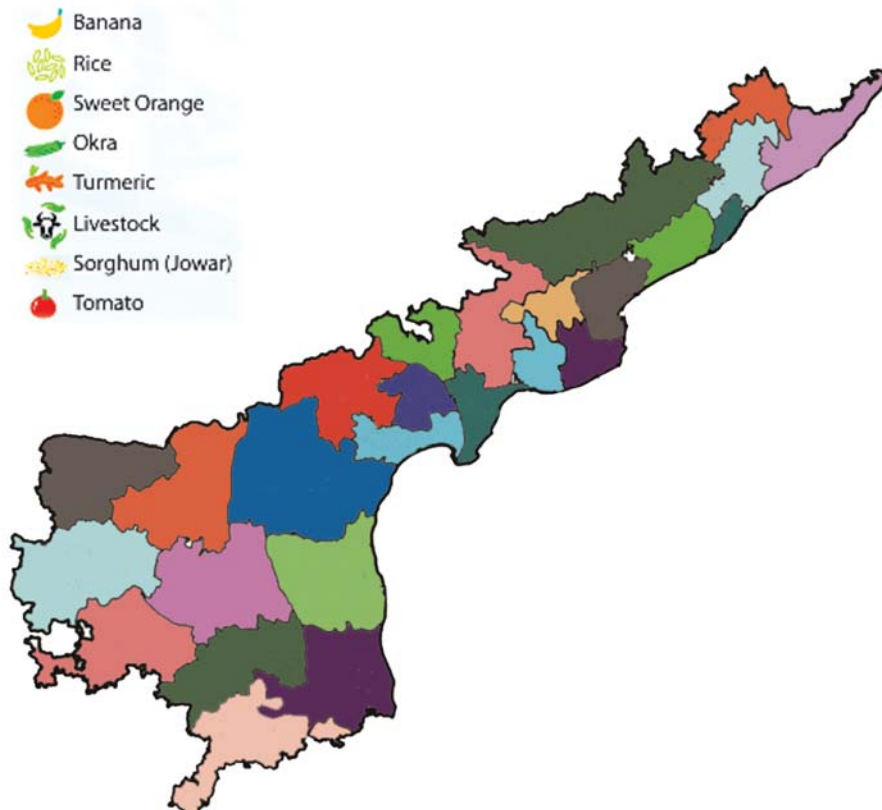 Banana
Rice
Sweet Orange
Okra
Turmeric
Livestock
Sorghum (Jowar)
Tomato